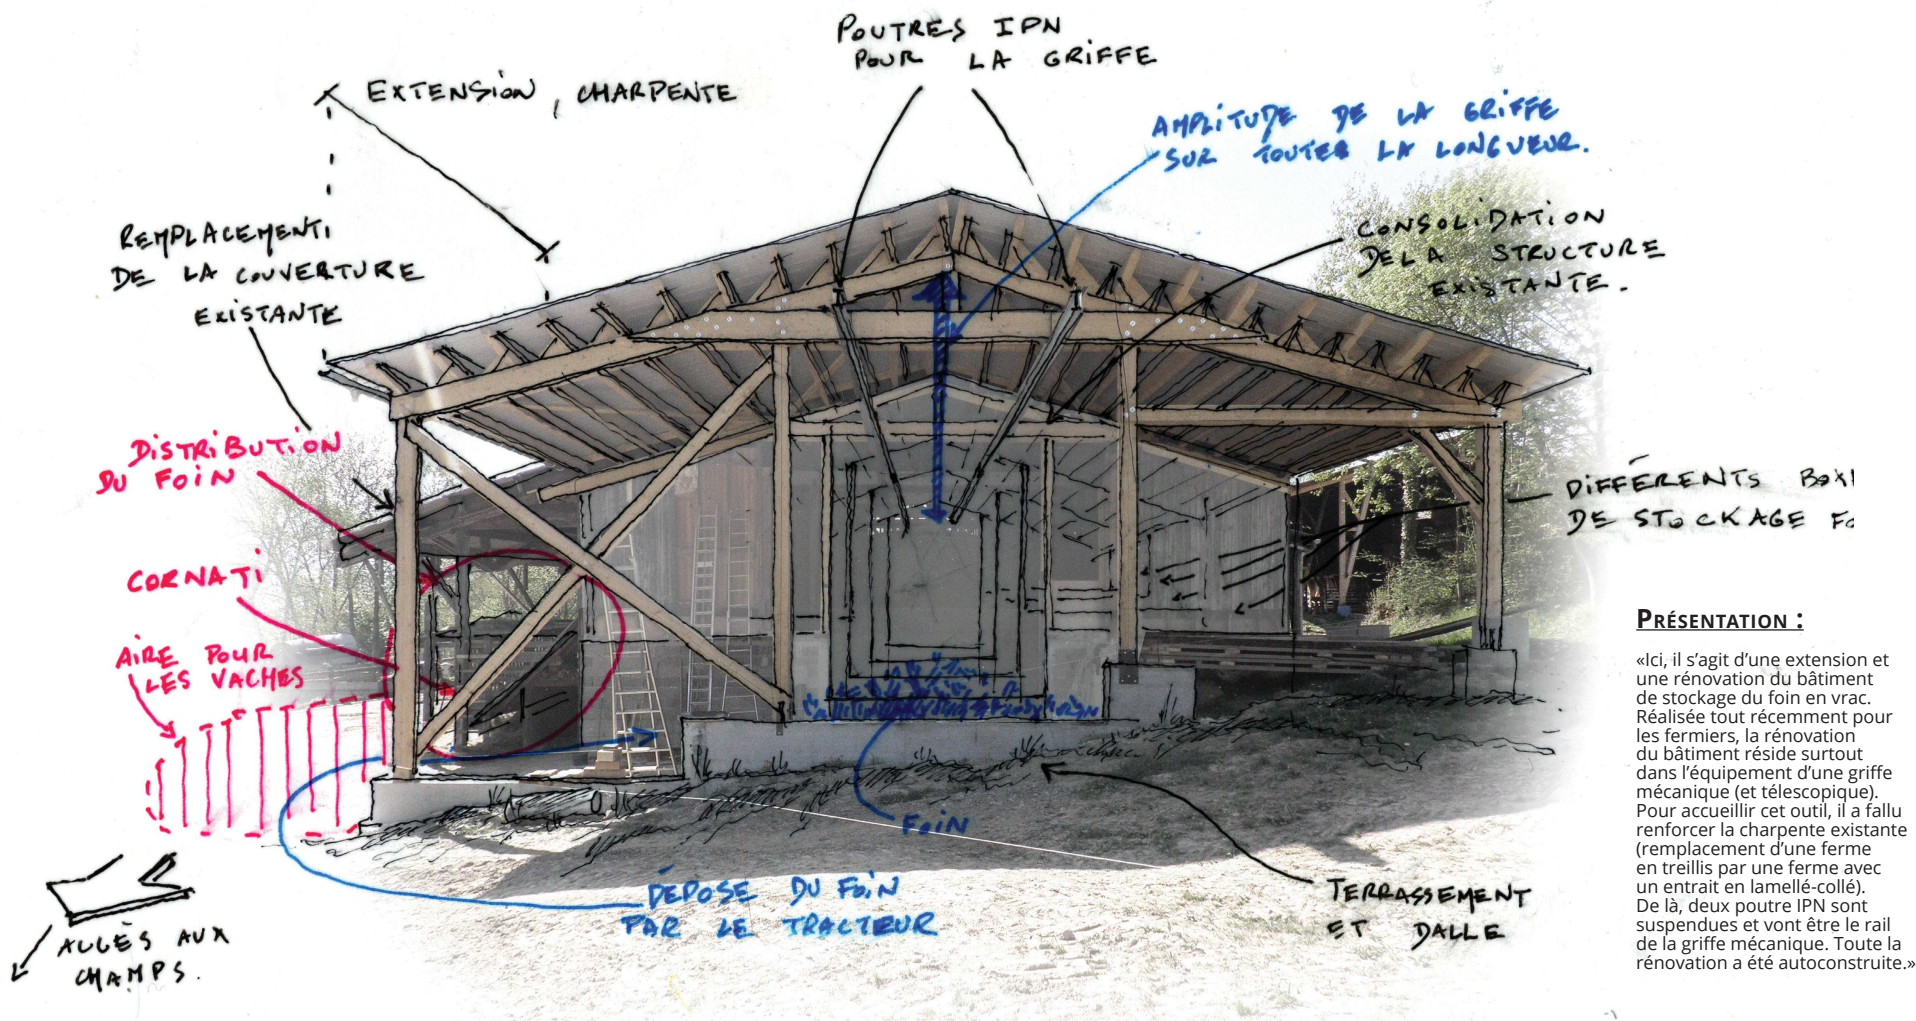 POUTRES IPN
POUR LA GRIFFE
EXTENSION, CHARPENTE
AMPLITUDE DE LA GRIFFE
SUR TOUTES LA LONGUEUR.
REMPLACEMENT
DE LA COUVERTURE
EXISTANTE
CONSOLIDATION
DE LA STRUCTURE
EXISTANTE.
DISTRIBUTION
DU FOIN
DIFFÉRENTS
DE STOCKAGE
CORNATI
AIRE POUR
LES VACHES
FOIN
DÉPOSE DU FOIN
PAR LE TRACTEUR
TERRASSEMENT
ET DALLE
ACCÈS AUX
CHAMPS.
PRÉSENTATION :
«Ici, il s’agit d’une extension et
une rénovation du bâtiment
de stockage du foin en vrac.
Réalisée tout récemment pour
les fermiers, la rénovation
du bâtiment réside surtout
dans l’équipement d’une griffe
mécanique (et télescopique).
Pour accueillir cet outil, il a fallu
renforcer la charpente existante
(remplacement d’une ferme
en treillis par une ferme avec
un entrait en lamellé-collé).
De là, deux poutre IPN sont
suspendues et vont être le rail
de la griffe mécanique. Toute la
rénovation a été autoconstruite.»